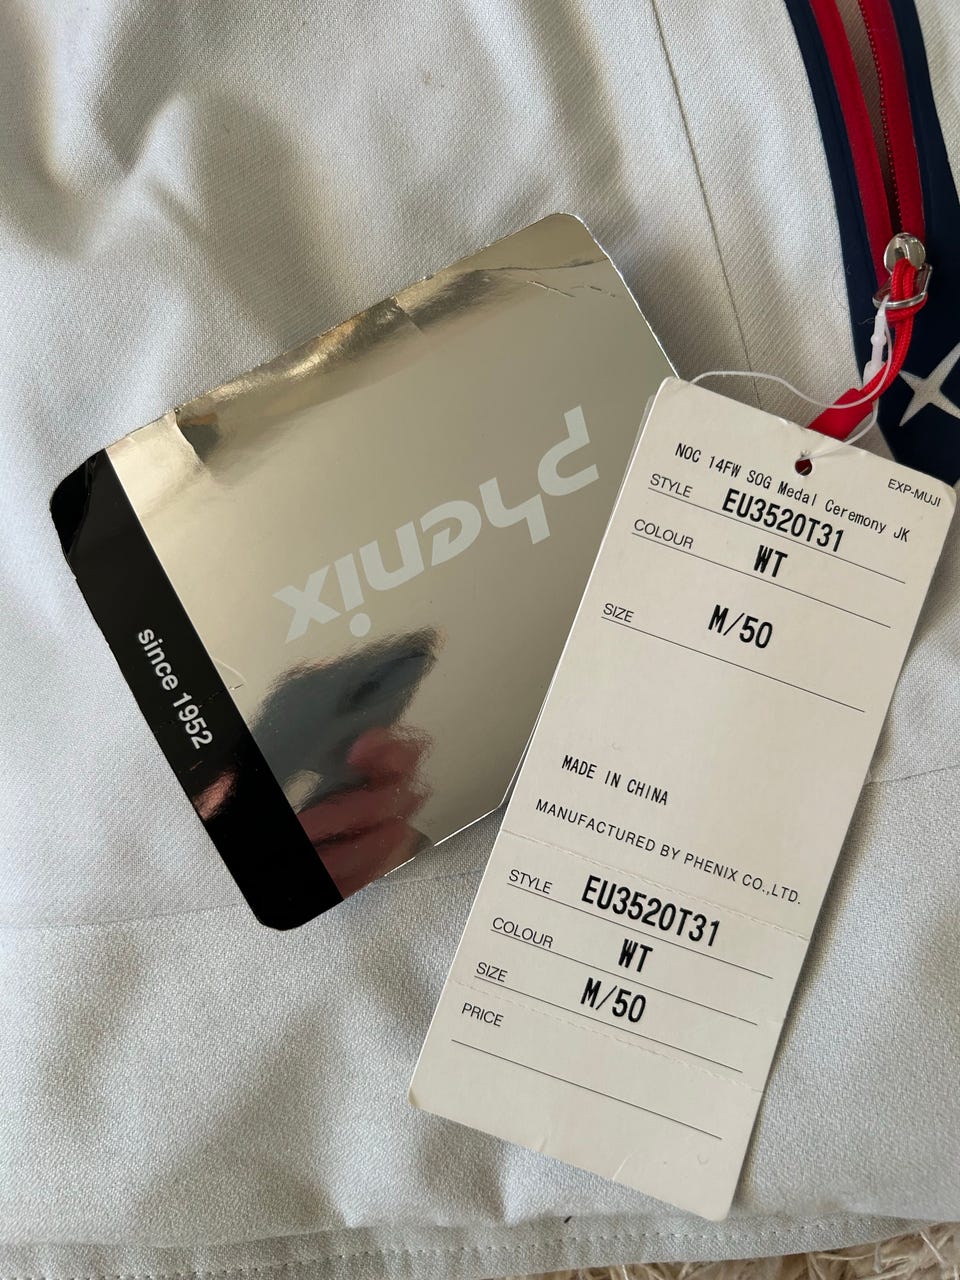 phenix
since 1952
EXP-MUJI
NOC 14FW SOG Medal Ceremony JK
STYLE EU3520T31
COLOUR WT
SIZE M/50
MADE IN CHINA
MANUFACTURED BY PHENIX CO.,LTD.
STYLE EU3520T31
COLOUR WT
SIZE M/50
PRICE